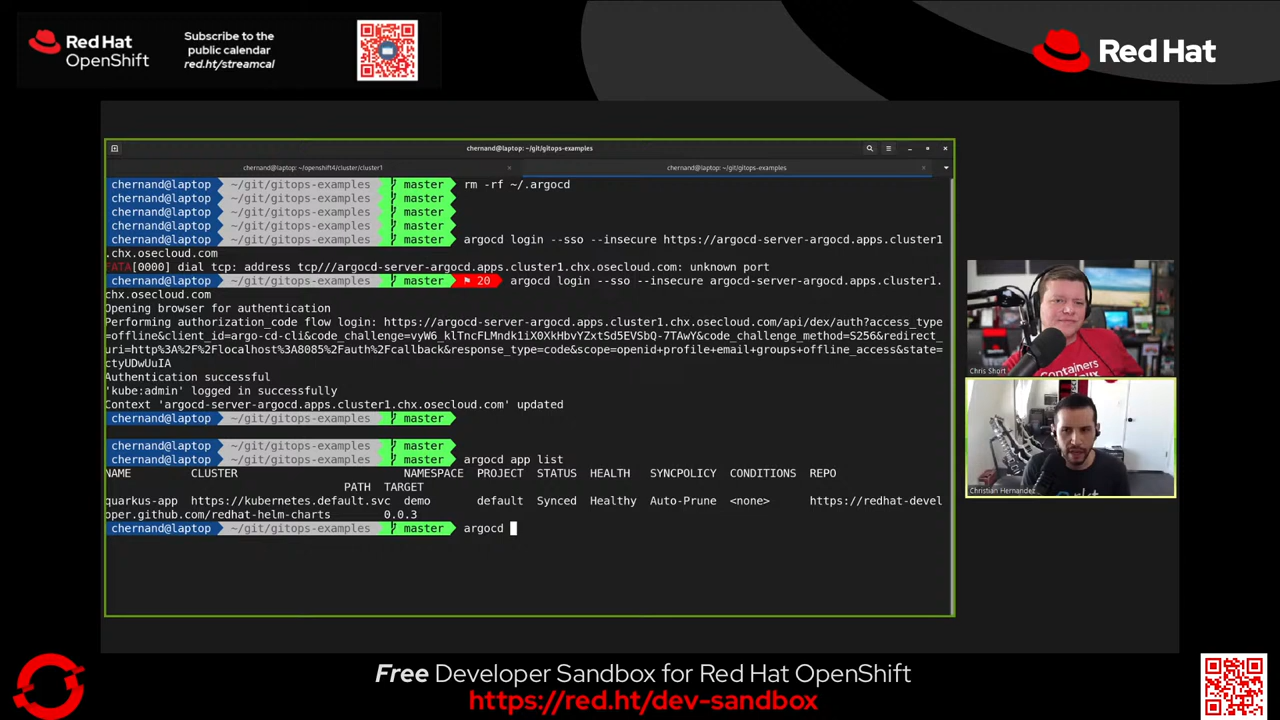 Red Hat
OpenShift
Subscribe to the
public calendar
red.ht/streamcal
Red Hat
chernand@laptop:~/git/gitops-examples
chernand@laptop: ~/openshift4/cluster/cluster1
chernand@laptop: ~/git/gitops-examples
chernand@laptop ~/git/gitops-examples master rm -rf ~/.argocd
chernand@laptop ~/git/gitops-examples master
chernand@laptop ~/git/gitops-examples master
chernand@laptop ~/git/gitops-examples master
chernand@laptop ~/git/gitops-examples master argocd login --sso --insecure https://argocd-server-argocd.apps.cluster1
.chx.osecloud.com
FATA[0000] dial tcp: address tcp///argocd-server-argocd.apps.cluster1.chx.osecloud.com: unknown port
chernand@laptop ~/git/gitops-examples master 20 argocd login --sso --insecure argocd-server-argocd.apps.cluster1.
chx.osecloud.com
Opening browser for authentication
Performing authorization_code flow login: https://argocd-server-argocd.apps.cluster1.chx.osecloud.com/api/dex/auth?access_type
=offline&client_id=argo-cd-cli&code_challenge=vyW6_klTncFLMndk1iX0XkHbvYZxtSd5EVSbQ-7TAwY&code_challenge_method=S256&redirect_
uri=http%3A%2F%2Flocalhost%3A8085%2Fauth%2Fcallback&response_type=code&scope=openid+profile+email+groups+offline_access&state=
ctyUDwUuIA
Authentication successful
'kube:admin' logged in successfully
Context 'argocd-server-argocd.apps.cluster1.chx.osecloud.com' updated
chernand@laptop ~/git/gitops-examples master
chernand@laptop ~/git/gitops-examples master
chernand@laptop ~/git/gitops-examples master argocd app list
NAME CLUSTER NAMESPACE PROJECT STATUS HEALTH SYNCPOLICY CONDITIONS REPO
PATH TARGET
quarkus-app https://kubernetes.default.svc demo default Synced Healthy Auto-Prune <none> https://redhat-devel
oper.github.com/redhat-helm-charts 0.0.3
chernand@laptop ~/git/gitops-examples master argocd
Containers
Chris Short
Christian Hernandez
Free Developer Sandbox for Red Hat OpenShift
https://red.ht/dev-sandbox